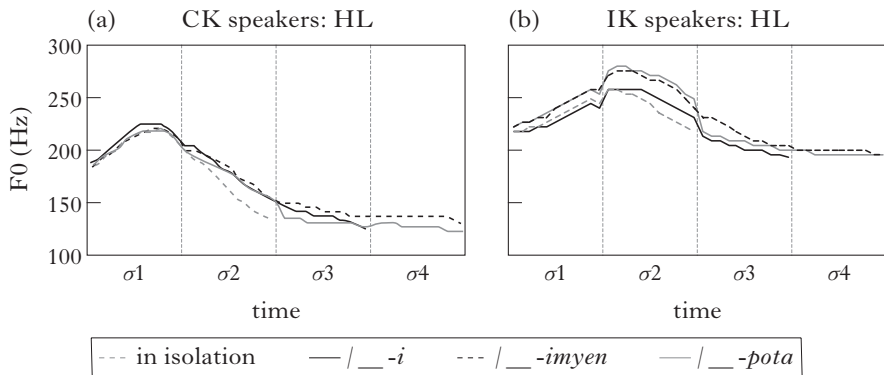 (a) CK speakers: HL
(b) IK speakers: HL
F0 (Hz)
300
250
200
150
100
σ1 σ2 σ3 σ4
σ1 σ2 σ3 σ4
time
time
in isolation /__-i /__-imyen /__-pota